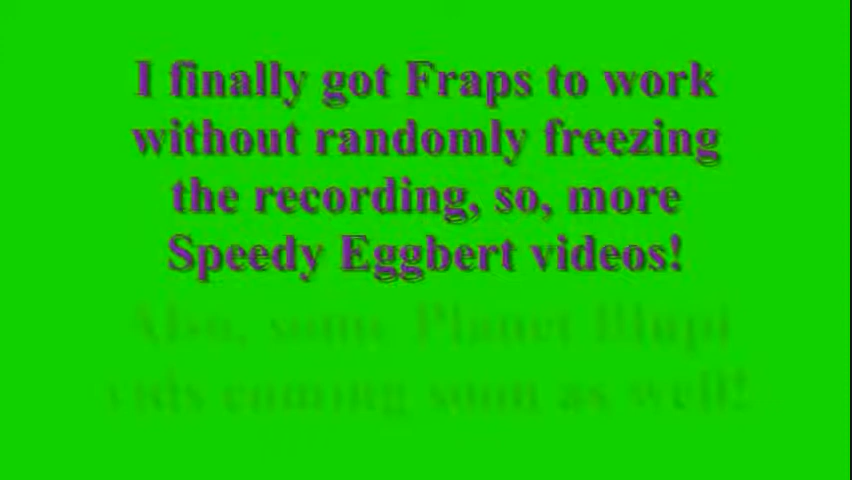 I finally got Fraps to work
without randomly freezing
the recording, so, more
Speedy Eggbert videos!
Also, some Planet Blupi
vids coming soon as well!